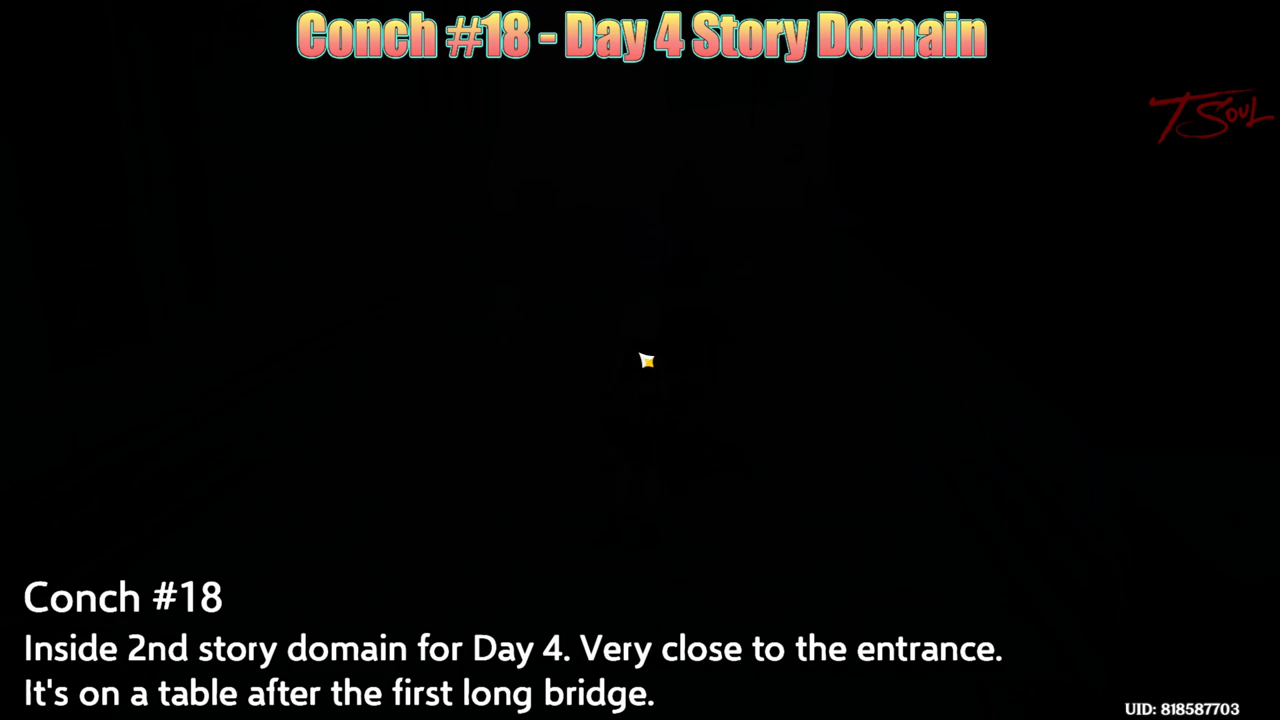 Conch #18 - Day 4 Story Domain
T SOUL
Conch #18
Inside 2nd story domain for Day 4. Very close to the entrance.
It's on a table after the first long bridge.
UID: 818587703